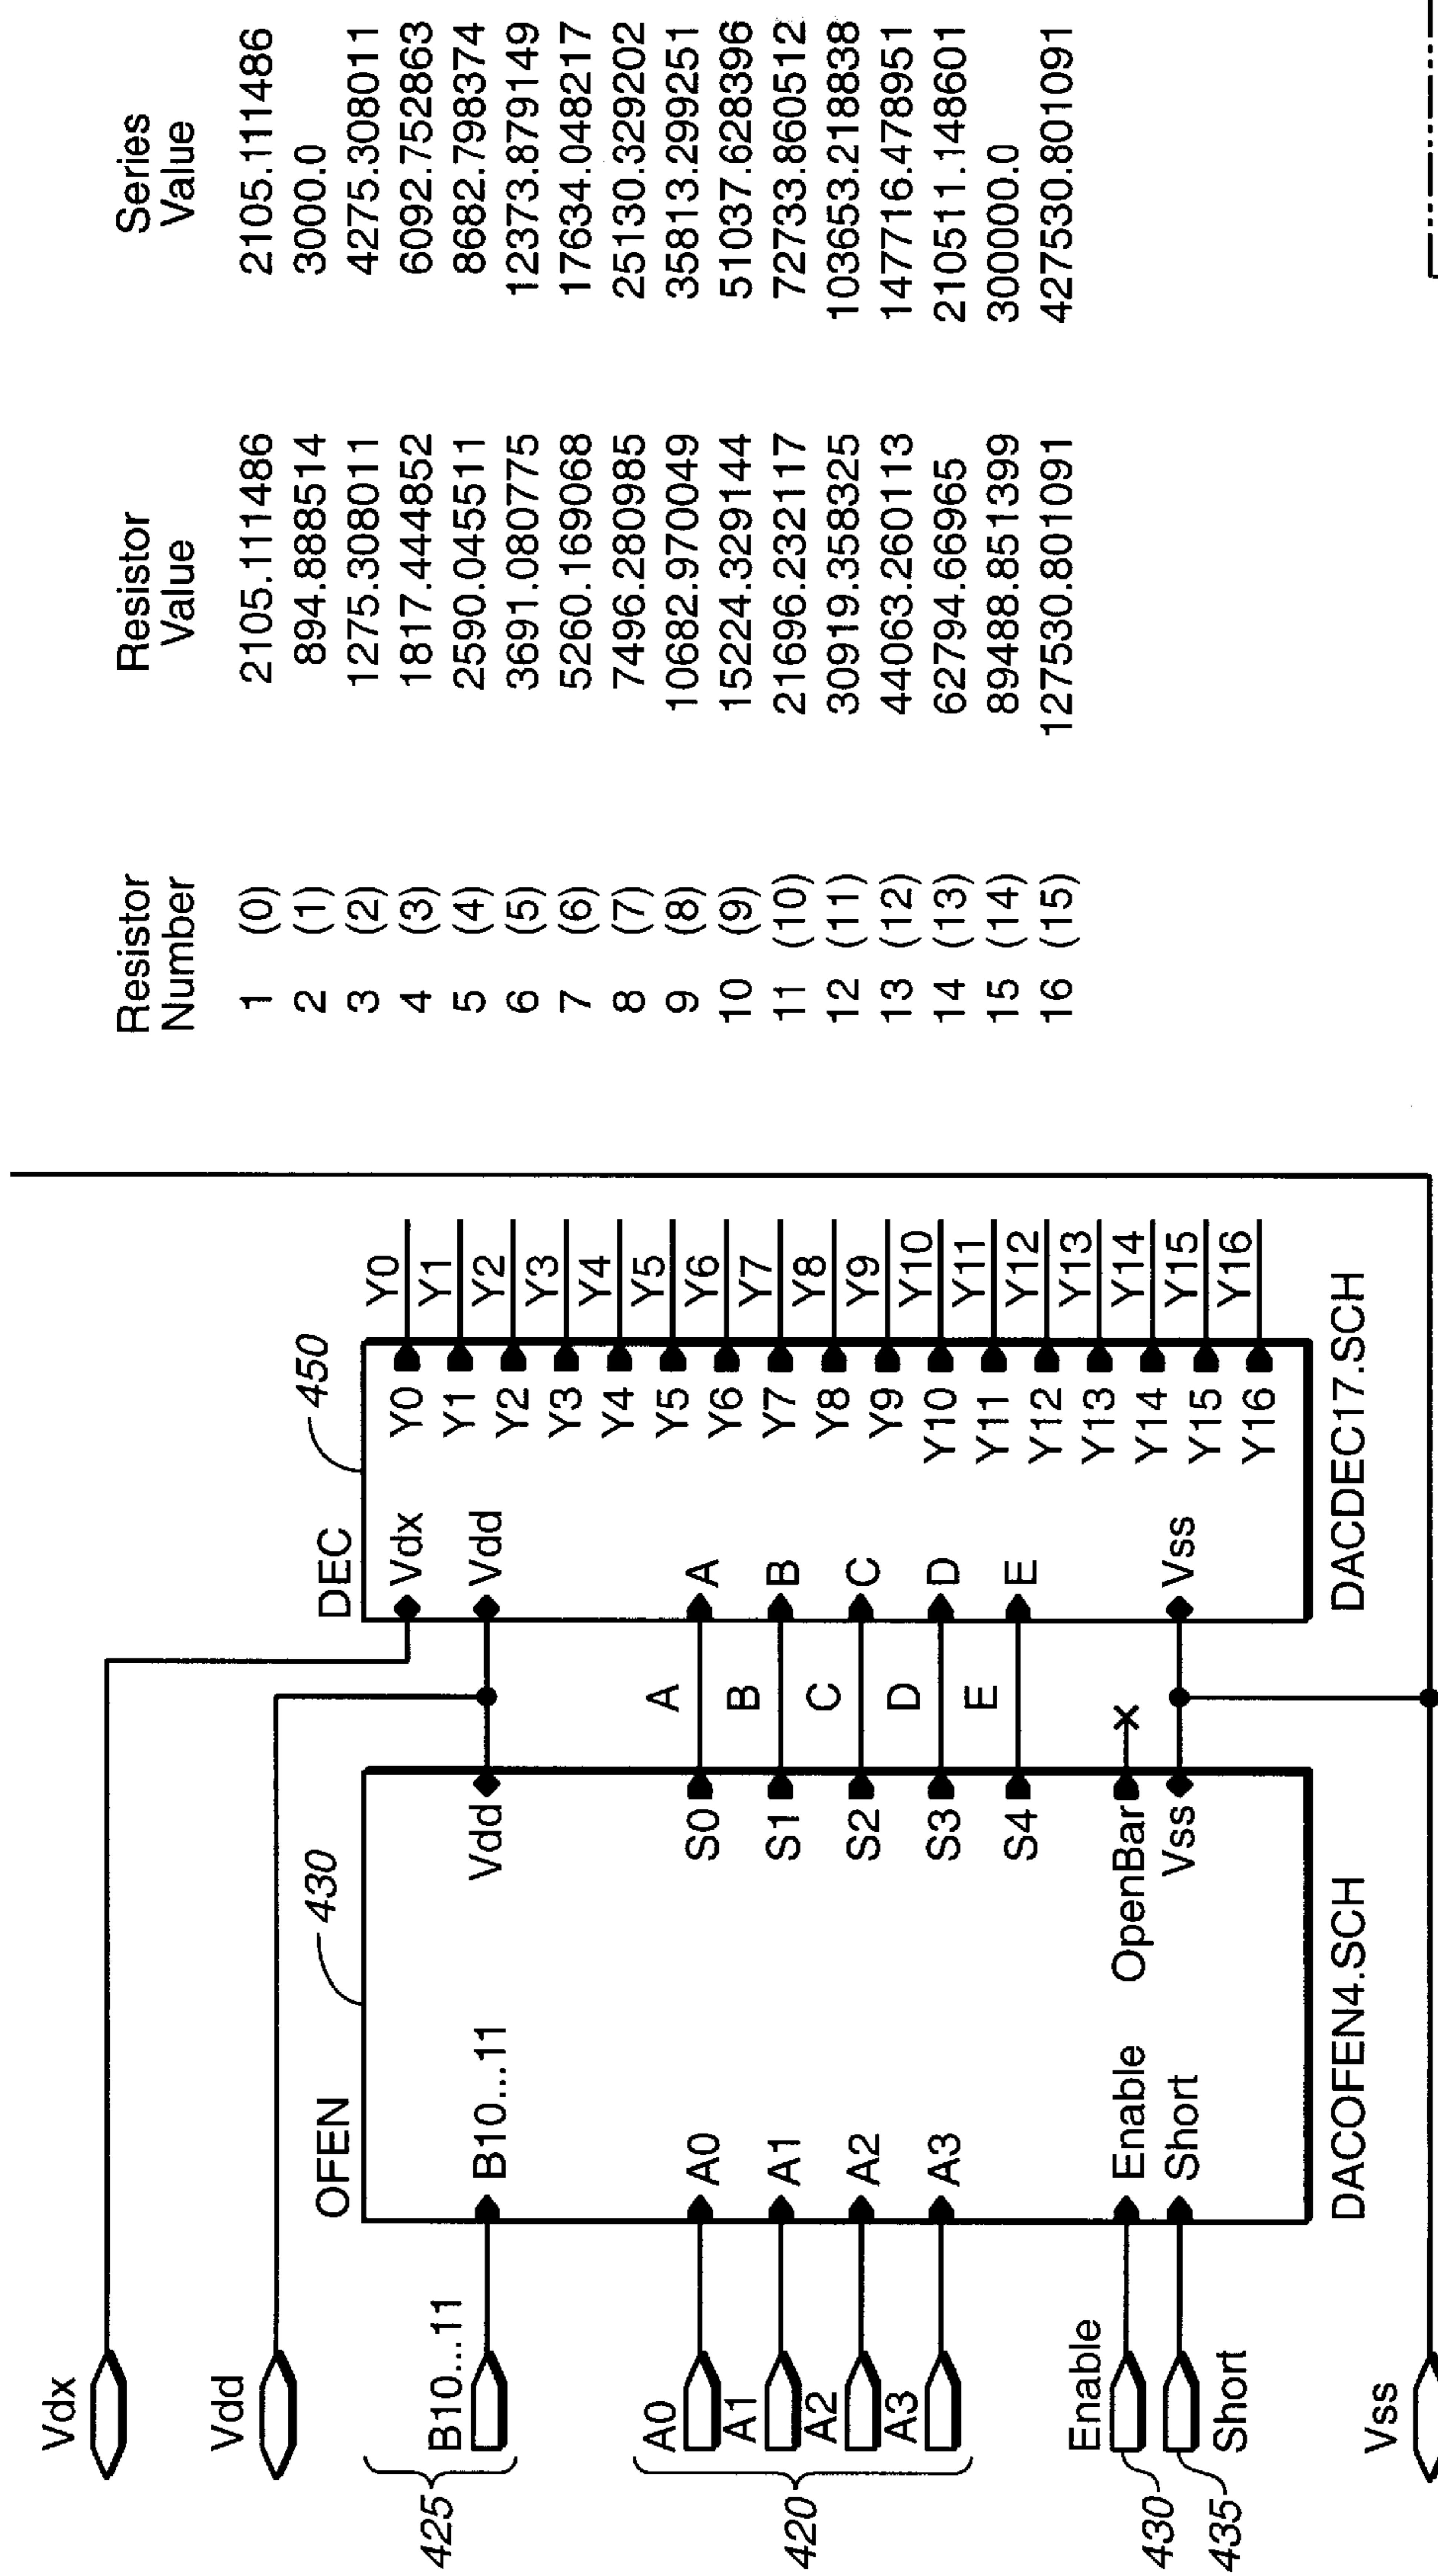 Vdx
Vdd
425
B10...11
420
A0
A1
A2
A3
Enable
430
Short
435
Vss
OFEN
430
B10...11
Vdd
A0
A1
A2
A3
S0
S1
S2
S3
S4
Enable
OpenBar
Short
Vss
DACOFEN4.SCH
A
B
C
D
E
DEC
450
Vdx
Vdd
A
B
C
D
E
Vss
Y0 Y0
Y1 Y1
Y2 Y2
Y3 Y3
Y4 Y4
Y5 Y5
Y6 Y6
Y7 Y7
Y8 Y8
Y9 Y9
Y10 Y10
Y11 Y11
Y12 Y12
Y13 Y13
Y14 Y14
Y15 Y15
Y16 Y16
DACDEC17.SCH
Resistor Resistor Series
Number Value Value
1 (0) 2105.111486 2105.111486
2 (1) 894.888514 3000.0
3 (2) 1275.308011 4275.308011
4 (3) 1817.444852 6092.752863
5 (4) 2590.045511 8682.798374
6 (5) 3691.080775 12373.879149
7 (6) 5260.169068 17634.048217
8 (7) 7496.280985 25130.329202
9 (8) 10682.970049 35813.299251
10 (9) 15224.329144 51037.628396
11 (10) 21696.232117 72733.860512
12 (11) 30919.358325 103653.218838
13 (12) 44063.260113 147716.478951
14 (13) 62794.66965 210511.148601
15 (14) 89488.851399 300000.0
16 (15) 127530.801091 427530.801091